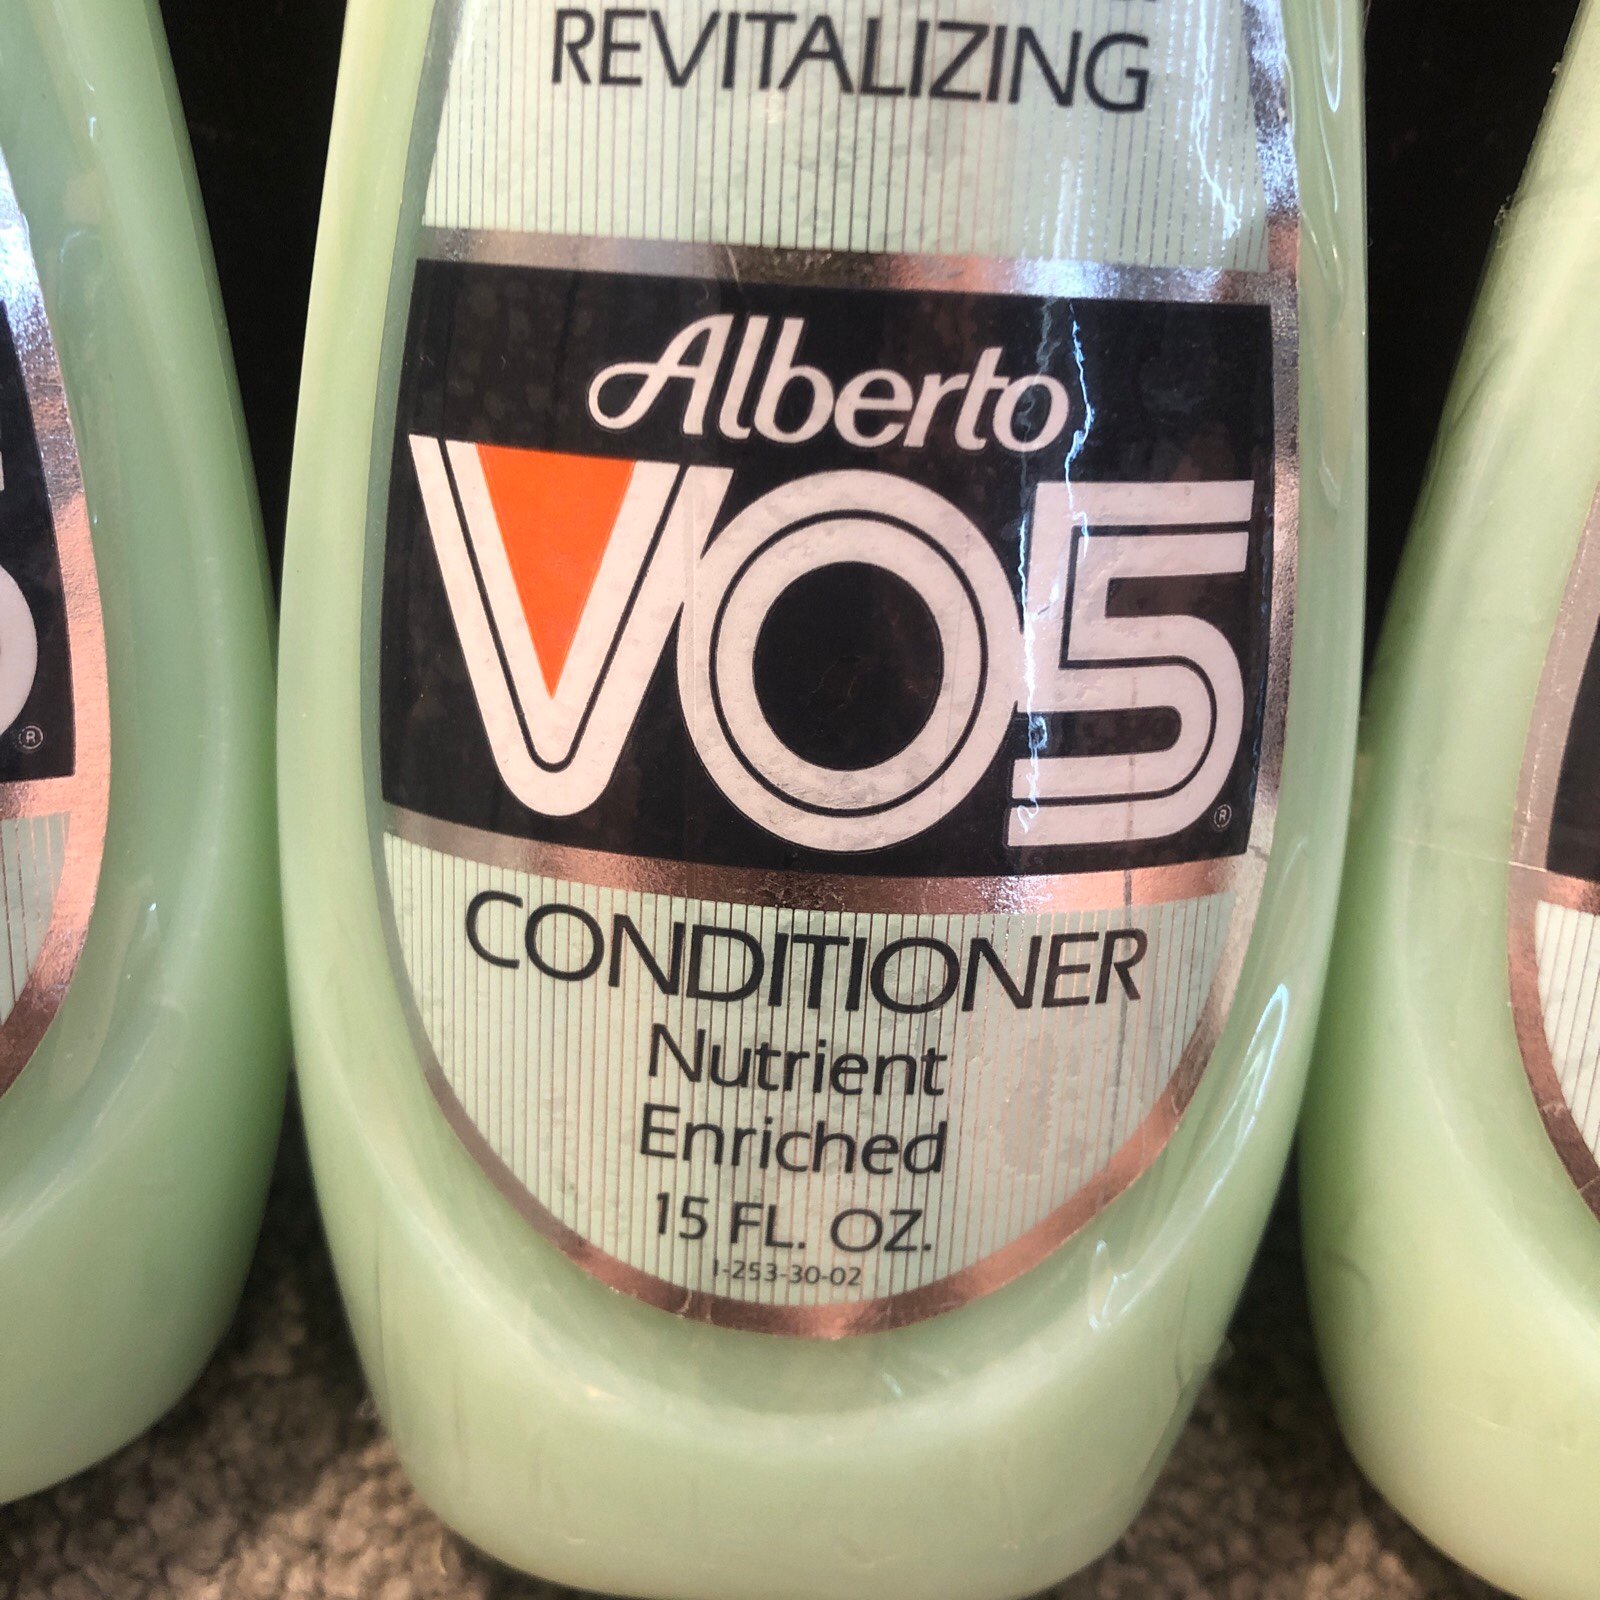 REVITALIZING
Alberto
VO5
®
CONDITIONER
Nutrient
Enriched
15 FL. OZ.
1-253-30-02
®